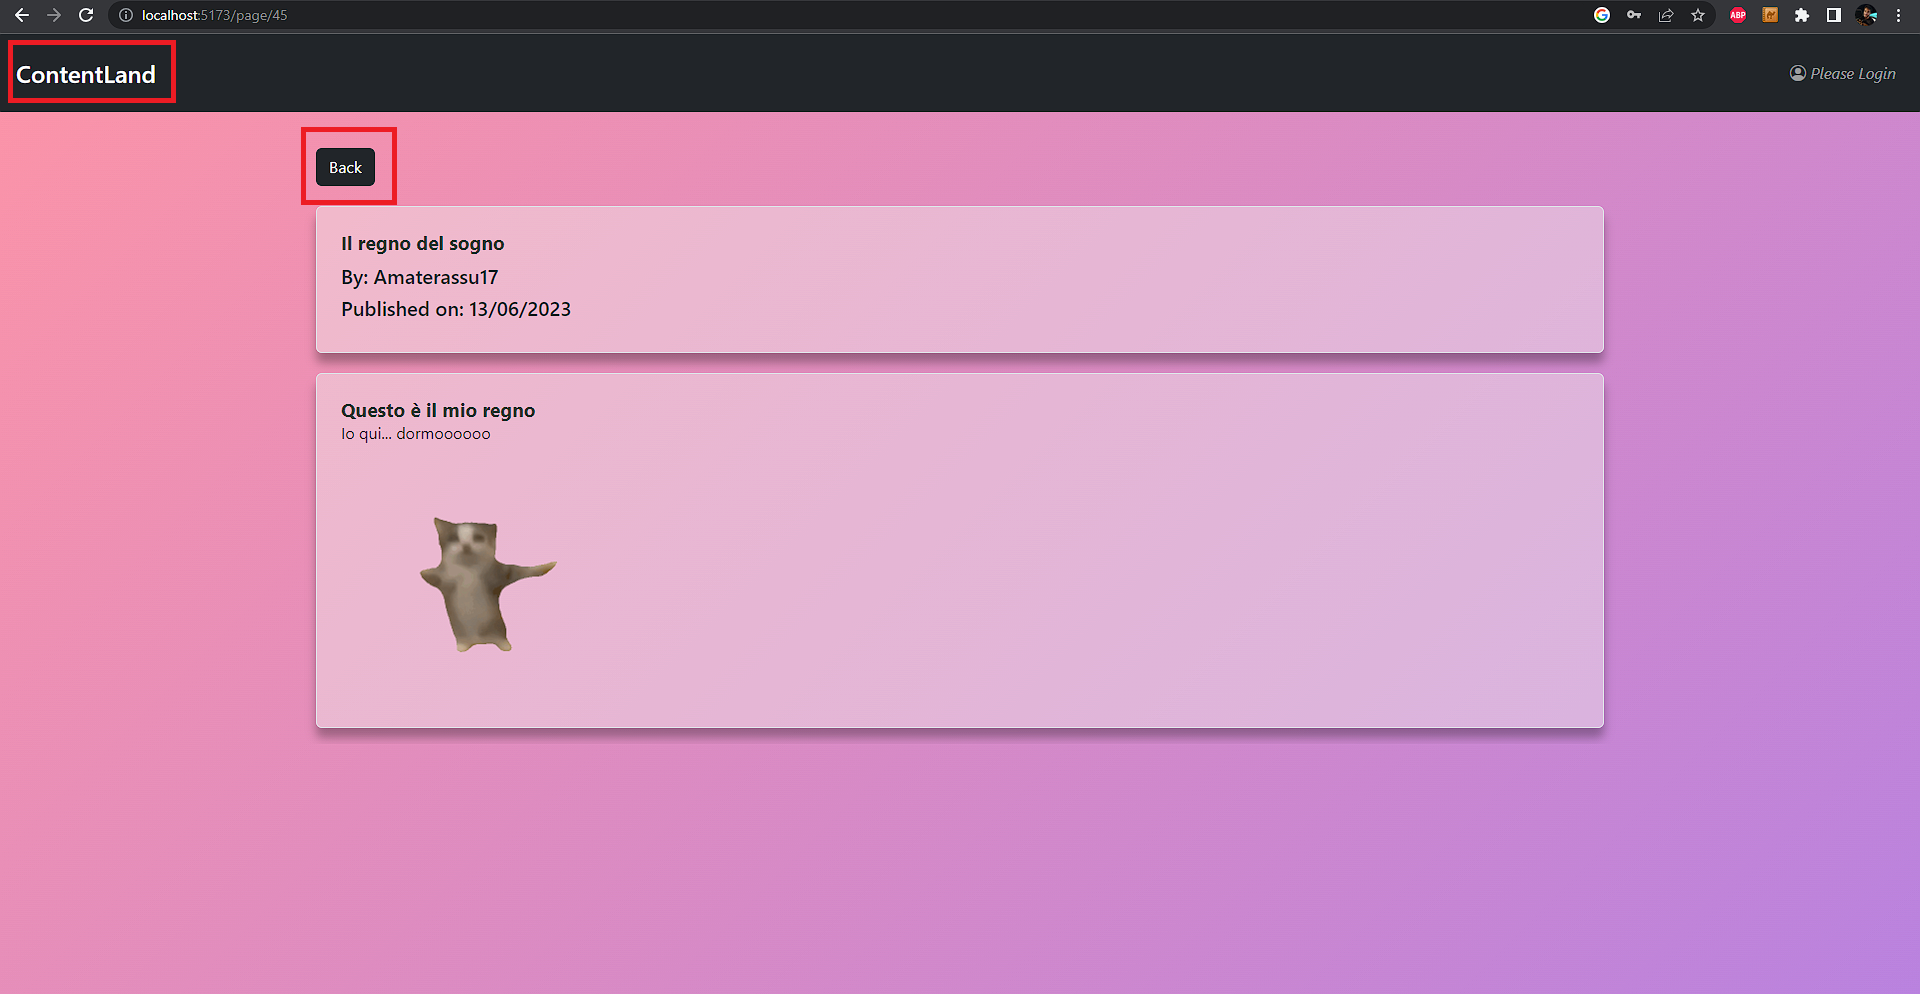 localhost:5173/page/45
ABP
ContentLand
Please Login
Back
Il regno del sogno
By: Amaterassu17
Published on: 13/06/2023
Questo è il mio regno
Io qui... dormoooooo